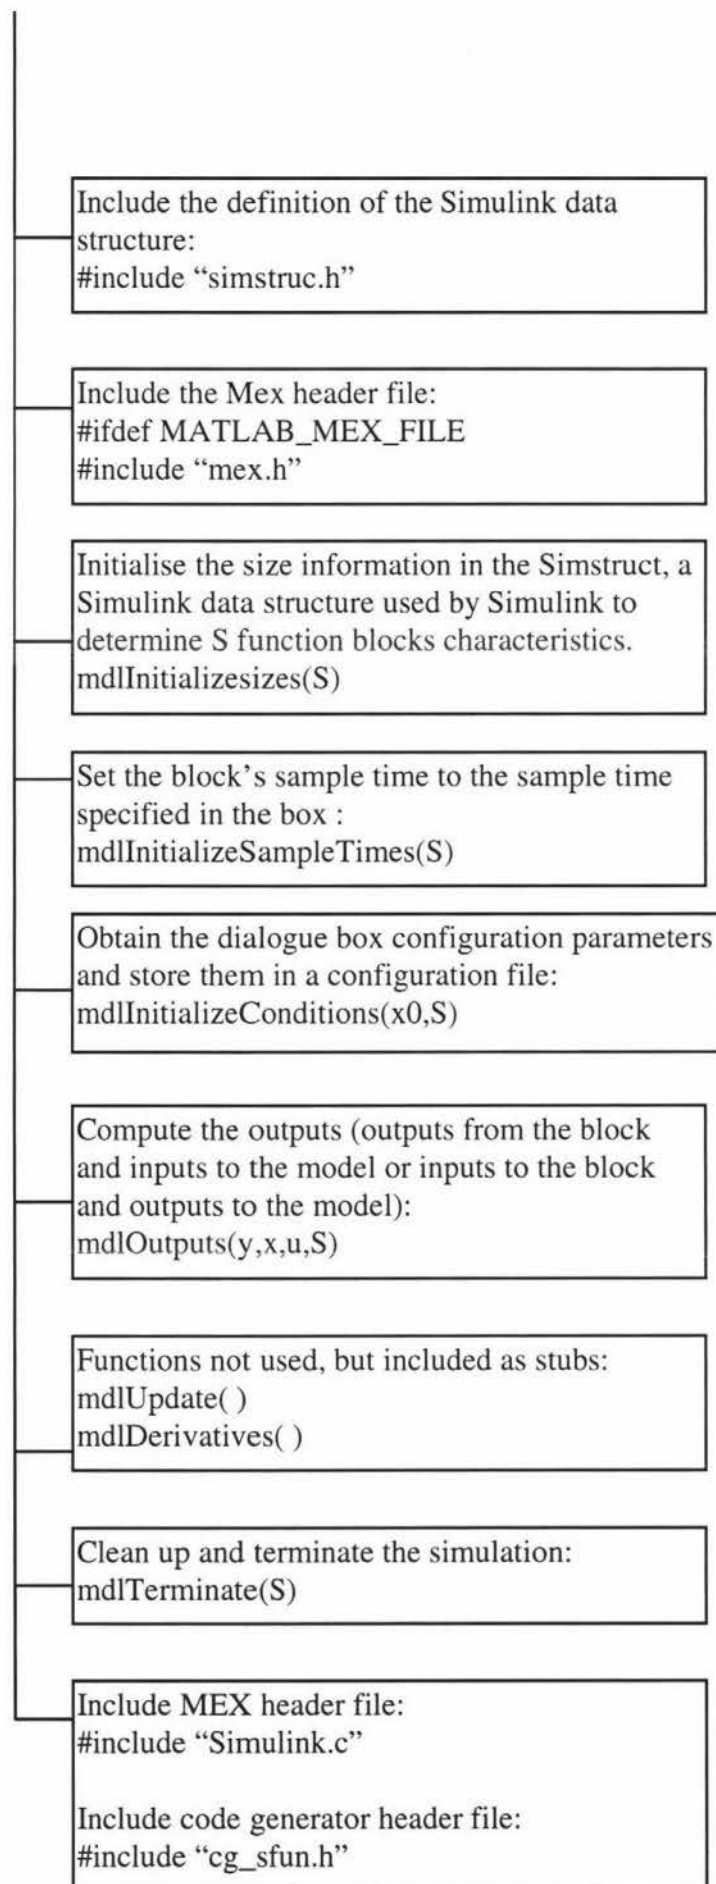 Include the definition of the Simulink data
structure:
#include “simstruc.h”
Include the Mex header file:
#ifdef MATLAB_MEX_FILE
#include “mex.h”
Initialise the size information in the Simstruct, a
Simulink data structure used by Simulink to
determine S function blocks characteristics.
mdlInitializesizes(S)
Set the block’s sample time to the sample time
specified in the box :
mdlInitializeSampleTimes(S)
Obtain the dialogue box configuration parameters
and store them in a configuration file:
mdlInitializeConditions(x0,S)
Compute the outputs (outputs from the block
and inputs to the model or inputs to the block
and outputs to the model):
mdlOutputs(y,x,u,S)
Functions not used, but included as stubs:
mdlUpdate( )
mdlDerivatives( )
Clean up and terminate the simulation:
mdlTerminate(S)
Include MEX header file:
#include “Simulink.c”
Include code generator header file:
#include “cg_sfun.h”